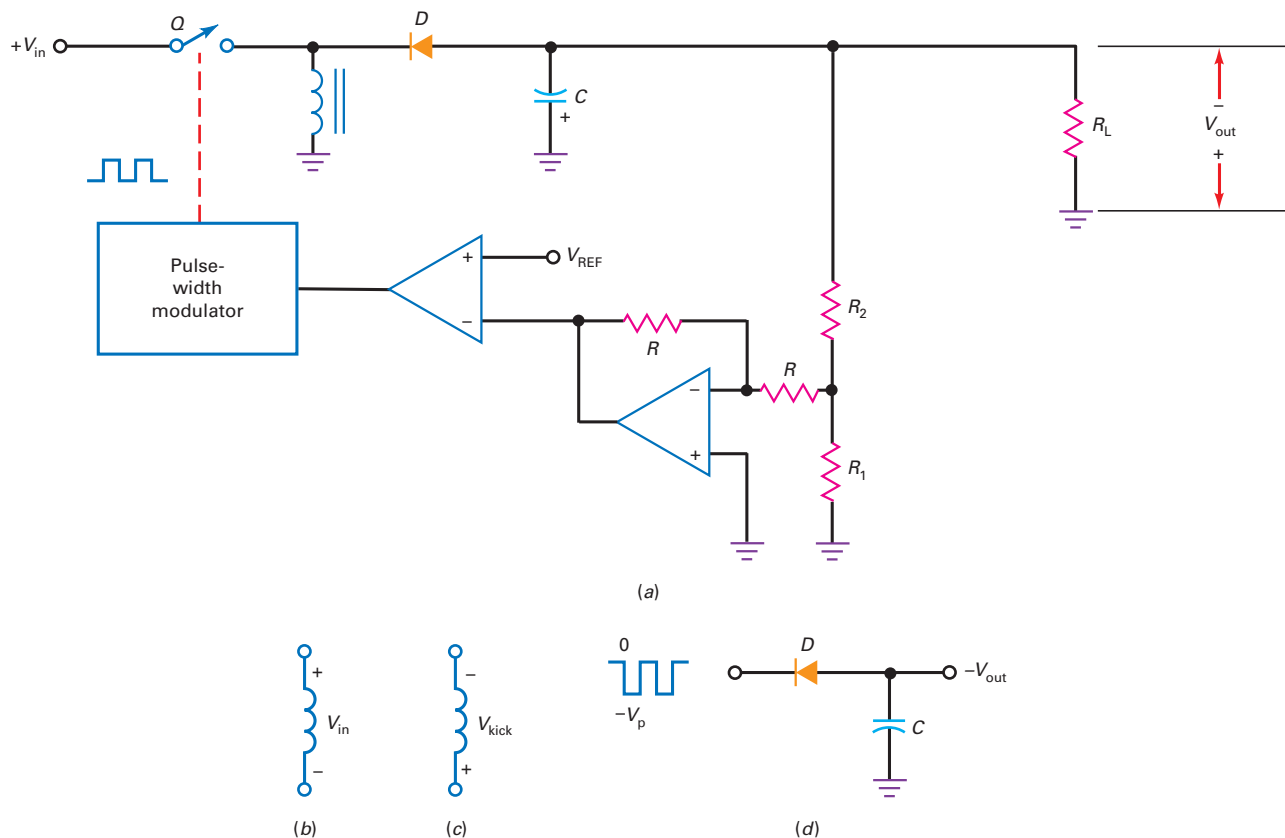 Q
D
+Vin
C
+
RL
−
Vout
+
Pulse-
width
modulator
+
VREF
−
R
R2
R
−
+
R1
(a)
+
Vin
−
(b)
−
Vkick
+
(c)
0
−Vp
D
−Vout
C
(d)